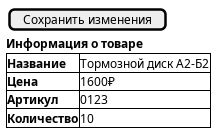 Сохранить изменения
Информация о товаре
Название Тормозной диск А2-Б2
Цена 1600₽
Артикул 0123
Количество 10